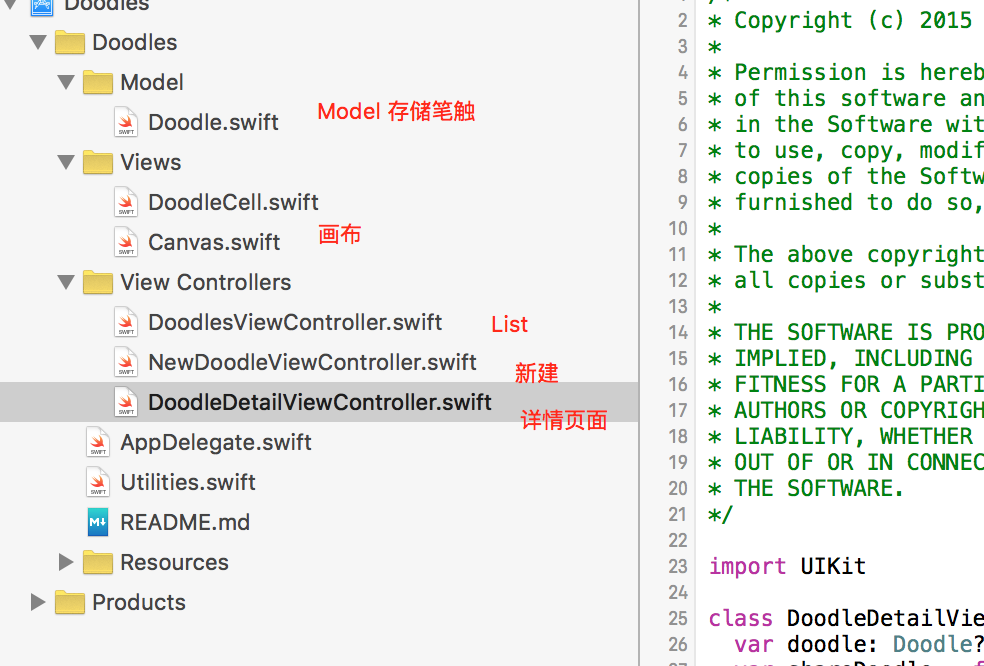 Doodles
Doodles
Model
Doodle.swift
Model 存储笔触
Views
DoodleCell.swift
Canvas.swift
画布
View Controllers
DoodlesViewController.swift
List
NewDoodleViewController.swift
新建
DoodleDetailViewController.swift
详情页面
AppDelegate.swift
Utilities.swift
README.md
Resources
Products
2 * Copyright (c) 2015
3 *
4 * Permission is hereb
5 * of this software an
6 * in the Software wit
7 * to use, copy, modif
8 * copies of the Softw
9 * furnished to do so,
10 *
11 * The above copyright
12 * all copies or subst
13 *
14 * THE SOFTWARE IS PRO
15 * IMPLIED, INCLUDING
16 * FITNESS FOR A PARTI
17 * AUTHORS OR COPYRIGH
18 * LIABILITY, WHETHER
19 * OUT OF OR IN CONNEC
20 * THE SOFTWARE.
21 */
22
23 import UIKit
24
25 class DoodleDetailVie
26 var doodle: Doodle?